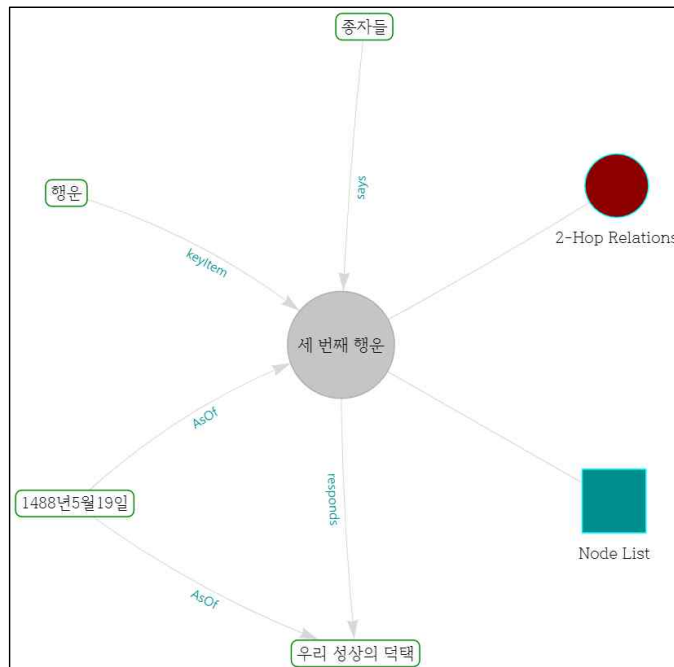 종자들
행운
says
2-Hop Relations
keyItem
세 번째 행운
AsOf
responds
1488년5월19일
Node List
AsOf
우리 성상의 덕택